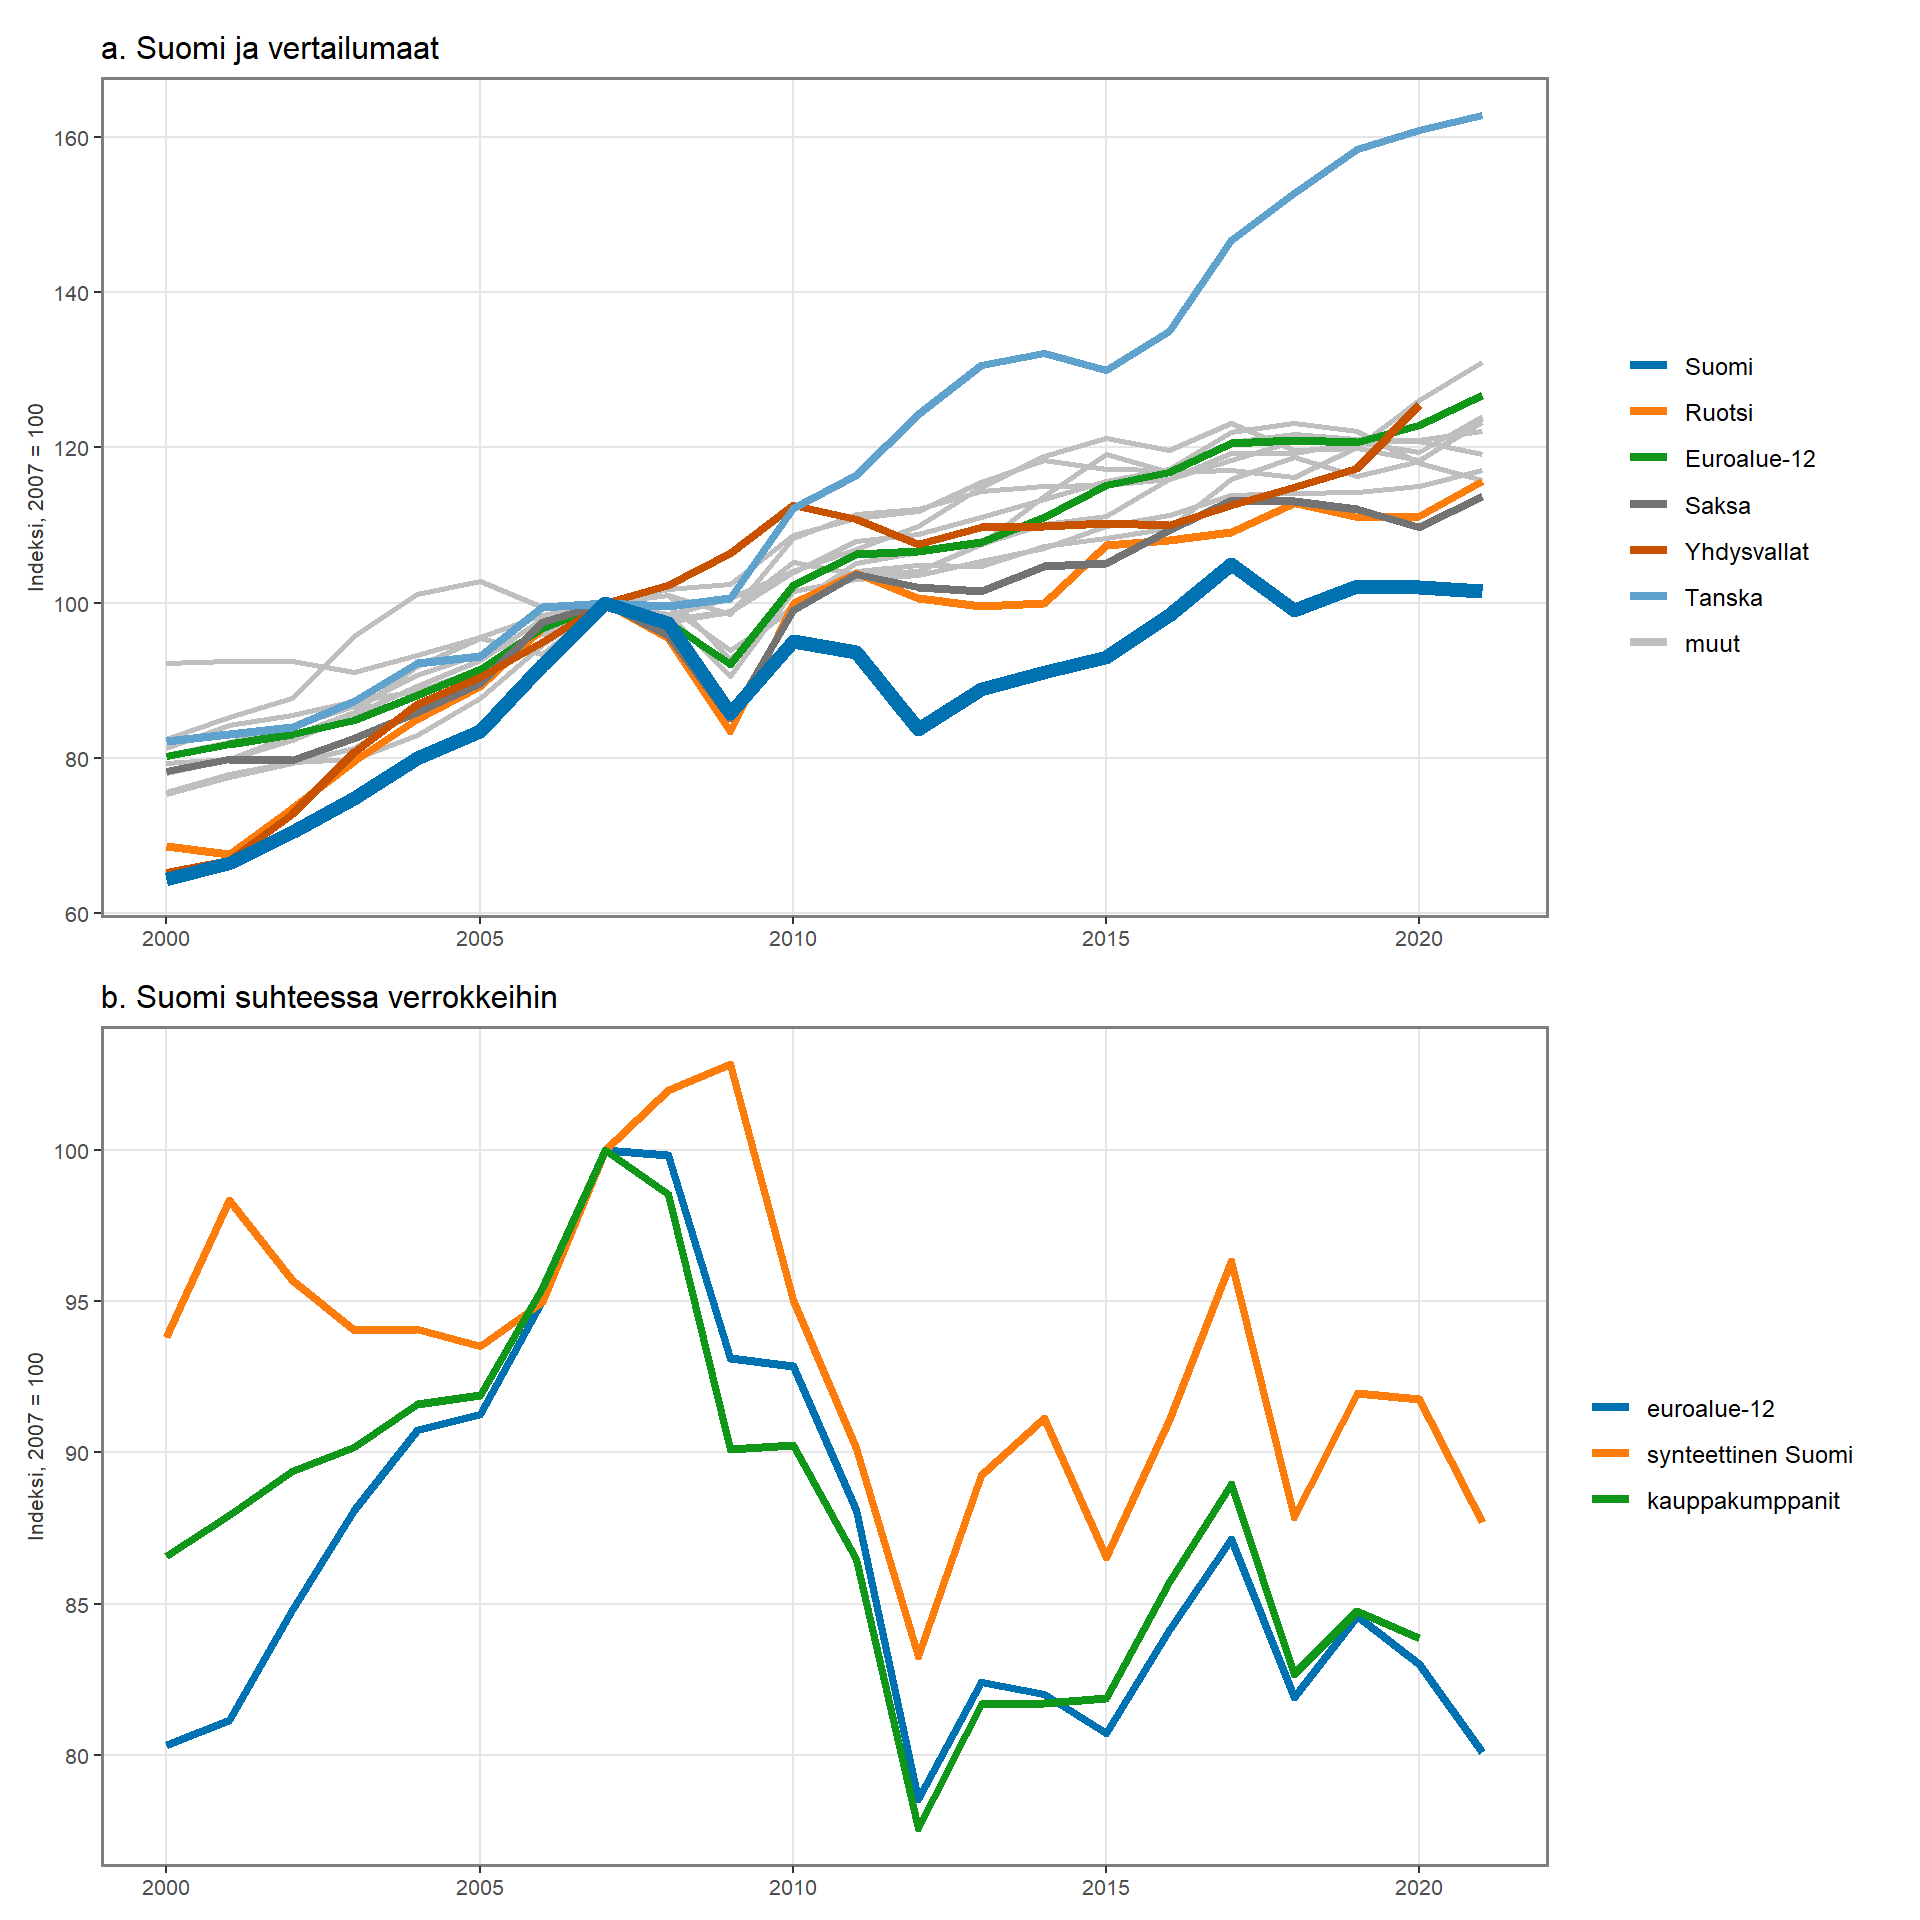 a. Suomi ja vertailumaat
Indeksi, 2007 = 100
160
140
120
100
80
60
2000 2005 2010 2015 2020
Suomi
Ruotsi
Euroalue-12
Saksa
Yhdysvallat
Tanska
muut
b. Suomi suhteessa verrokkeihin
Indeksi, 2007 = 100
100
95
90
85
80
2000 2005 2010 2015 2020
euroalue-12
synteettinen Suomi
kauppakumppanit